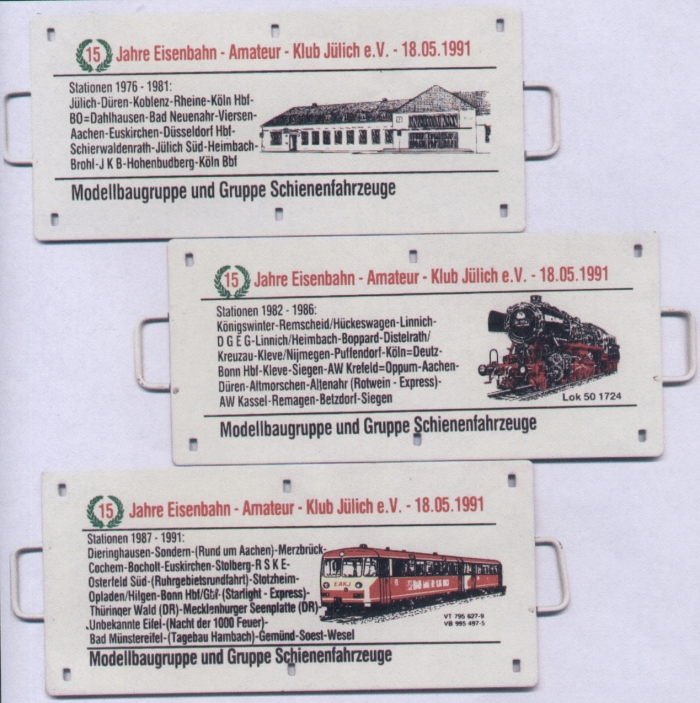 15 Jahre Eisenbahn - Amateur - Klub Jülich e.V. - 18.05.1991
Stationen 1976 - 1981:
Jülich-Düren-Koblenz-Rheine-Köln Hbf-
BO=Dahlhausen-Bad Neuenahr-Viersen-
Aachen-Euskirchen-Düsseldorf Hbf-
Schierwaldenrath-Jülich Süd-Heimbach-
Brohl-J K B-Hohenbudberg-Köln Bbf
Modellbaugruppe und Gruppe Schienenfahrzeuge
15 Jahre Eisenbahn - Amateur - Klub Jülich e.V. - 18.05.1991
Stationen 1982 - 1986:
Königswinter-Remscheid/Hückeswagen-Linnich-
D G E G-Linnich/Heimbach-Boppard-Distelrath/
Kreuzau-Kleve/Nijmegen-Puffendorf-Köln=Deutz-
Bonn Hbf-Kleve-Siegen-AW Krefeld=Oppum-Aachen-
Düren-Altmorschen-Altenahr (Rotwein - Express)-
AW Kassel-Remagen-Betzdorf-Siegen
Lok 50 1724
Modellbaugruppe und Gruppe Schienenfahrzeuge
15 Jahre Eisenbahn - Amateur - Klub Jülich e.V. - 18.05.1991
Stationen 1987 - 1991:
Dieringhausen-Sondern-(Rund um Aachen)-Merzbrück-
Cochem-Bocholt-Euskirchen-Stolberg-R S K E-
Osterfeld Süd-(Ruhrgebietsrundfahrt)-Stotzheim-
Opladen/Hilgen-Bonn Hbf/Gbf-(Starlight - Express)-
Thüringer Wald (DR)-Mecklenburger Seenplatte (DR)-
Unbekannte Eifel-(Nacht der 1000 Feuer)-
Bad Münstereifel-(Tagebau Hambach)-Gemünd-Soest-Wesel
EAKJ
VT 795 627-9
VB 995 497-5
Modellbaugruppe und Gruppe Schienenfahrzeuge